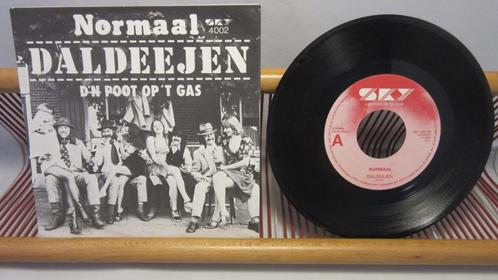 Normaal SKY
4002
DALDEEJEN
D'N POOT OP 'T GAS
SKY
A
NORMAAL
DALDEEJEN